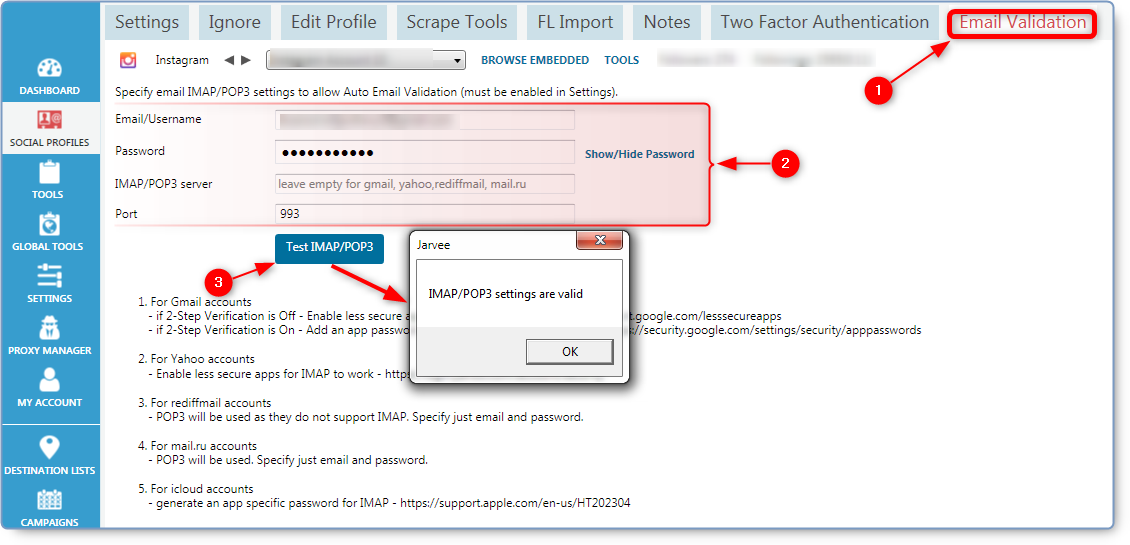 Settings
Ignore
Edit Profile
Scrape Tools
FL Import
Notes
Two Factor Authentication
Email Validation
Instagram
BROWSE EMBEDDED
TOOLS
1
Specify email IMAP/POP3 settings to allow Auto Email Validation (must be enabled in Settings).
Email/Username
Password
Show/Hide Password
2
IMAP/POP3 server
leave empty for gmail, yahoo,rediffmail, mail.ru
Port
993
Test IMAP/POP3
3
Jarvee
IMAP/POP3 settings are valid
OK
1. For Gmail accounts
- if 2-Step Verification is Off - Enable less secure t.google.com/lesssecureapps
- if 2-Step Verification is On - Add an app password ://security.google.com/settings/security/apppasswords
2. For Yahoo accounts
- Enable less secure apps for IMAP to work - https
3. For rediffmail accounts
- POP3 will be used as they do not support IMAP. Specify just email and password.
4. For mail.ru accounts
- POP3 will be used. Specify just email and password.
5. For icloud accounts
- generate an app specific password for IMAP - https://support.apple.com/en-us/HT202304
DASHBOARD
SOCIAL PROFILES
TOOLS
GLOBAL TOOLS
SETTINGS
PROXY MANAGER
MY ACCOUNT
DESTINATION LISTS
CAMPAIGNS